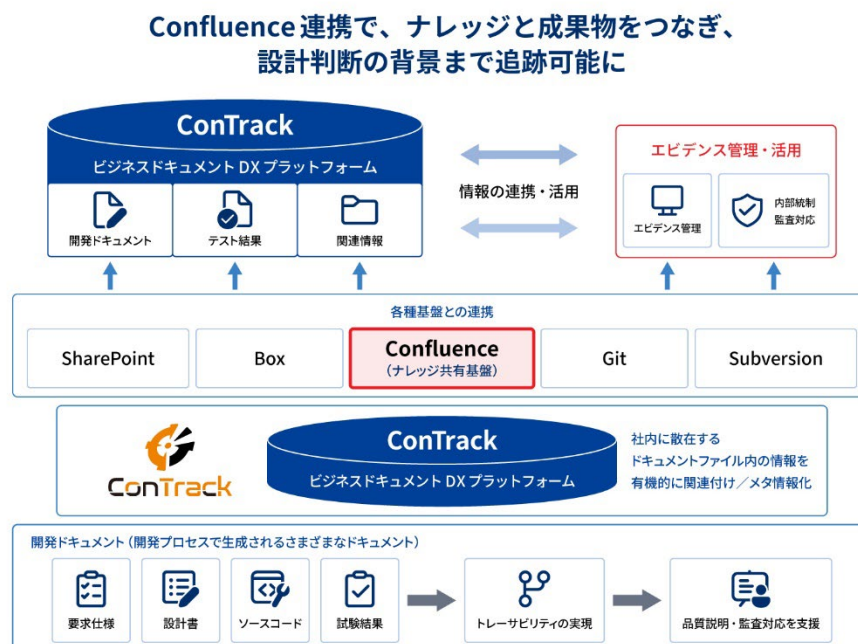 Confluence 連携で、ナレッジと成果物をつなぎ、
設計判断の背景まで追跡可能に
ConTrack
ビジネスドキュメント DX プラットフォーム
開発ドキュメント
テスト結果
関連情報
情報の連携・活用
エビデンス管理・活用
エビデンス管理
内部統制
監査対応
各種基盤との連携
SharePoint
Box
Confluence
(ナレッジ共有基盤)
Git
Subversion
ConTrack
ConTrack
ビジネスドキュメント DX プラットフォーム
社内に散在する
ドキュメントファイル内の情報を
有機的に関連付け／メタ情報化
開発ドキュメント(開発プロセスで生成されるさまざまなドキュメント)
要求仕様
設計書
ソースコード
試験結果
トレーサビリティの実現
品質説明・監査対応を支援